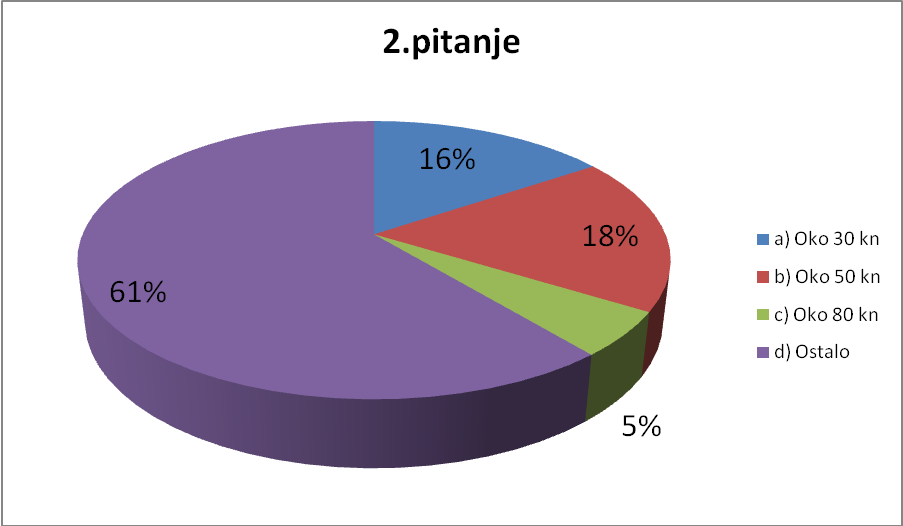 2.pitanje
16%
18%
5%
61%
a) Oko 30 kn
b) Oko 50 kn
c) Oko 80 kn
d) Ostalo